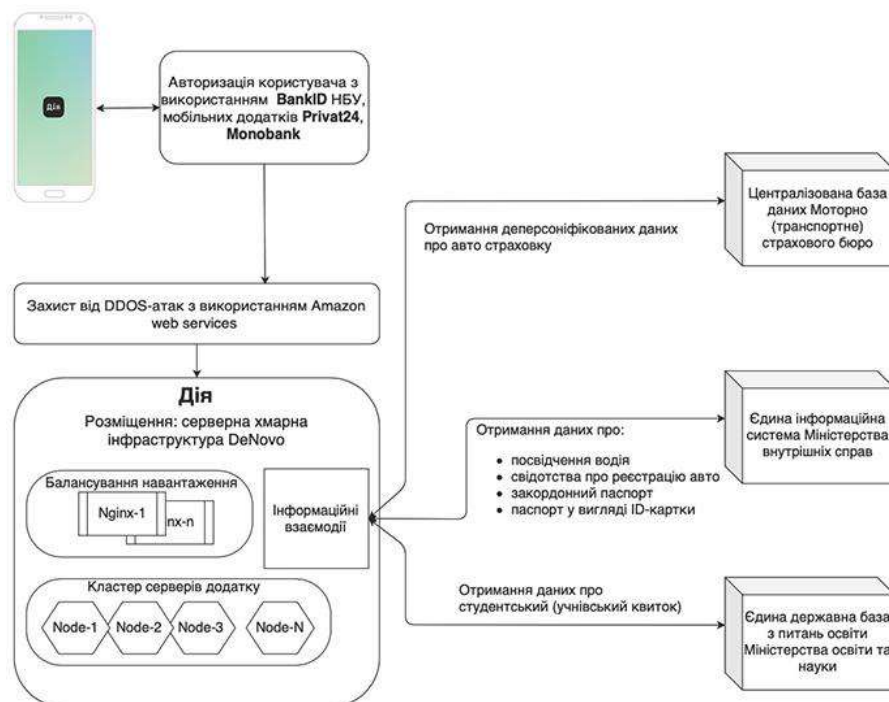 Дія
Авторизація користувача з
використанням BankID НБУ,
мобільних додатків Privat24,
Monobank
Захист від DDOS-атак з використанням Amazon
web services
Дія
Розміщення: серверна хмарна
інфраструктура DeNovo
Балансування навантаження
Nginx-1
nx-n
Інформаційні
взаємодії
Кластер серверів додатку
Node-1
Node-2
Node-3
Node-N
Отримання деперсоніфікованих даних
про авто страховку
Отримання даних про:
• посвідчення водія
• свідотства про реєстрацію авто
• закордонний паспорт
• паспорт у вигляді ID-картки
Отримання даних про
студентський (учнівський квиток)
Централізована база
даних Моторно
(транспортне)
страхового бюро
Єдина інформаційна
система Міністерства
внутрішніх справ
Єдина державна база
з питань освіти
Міністерства освіти та
науки